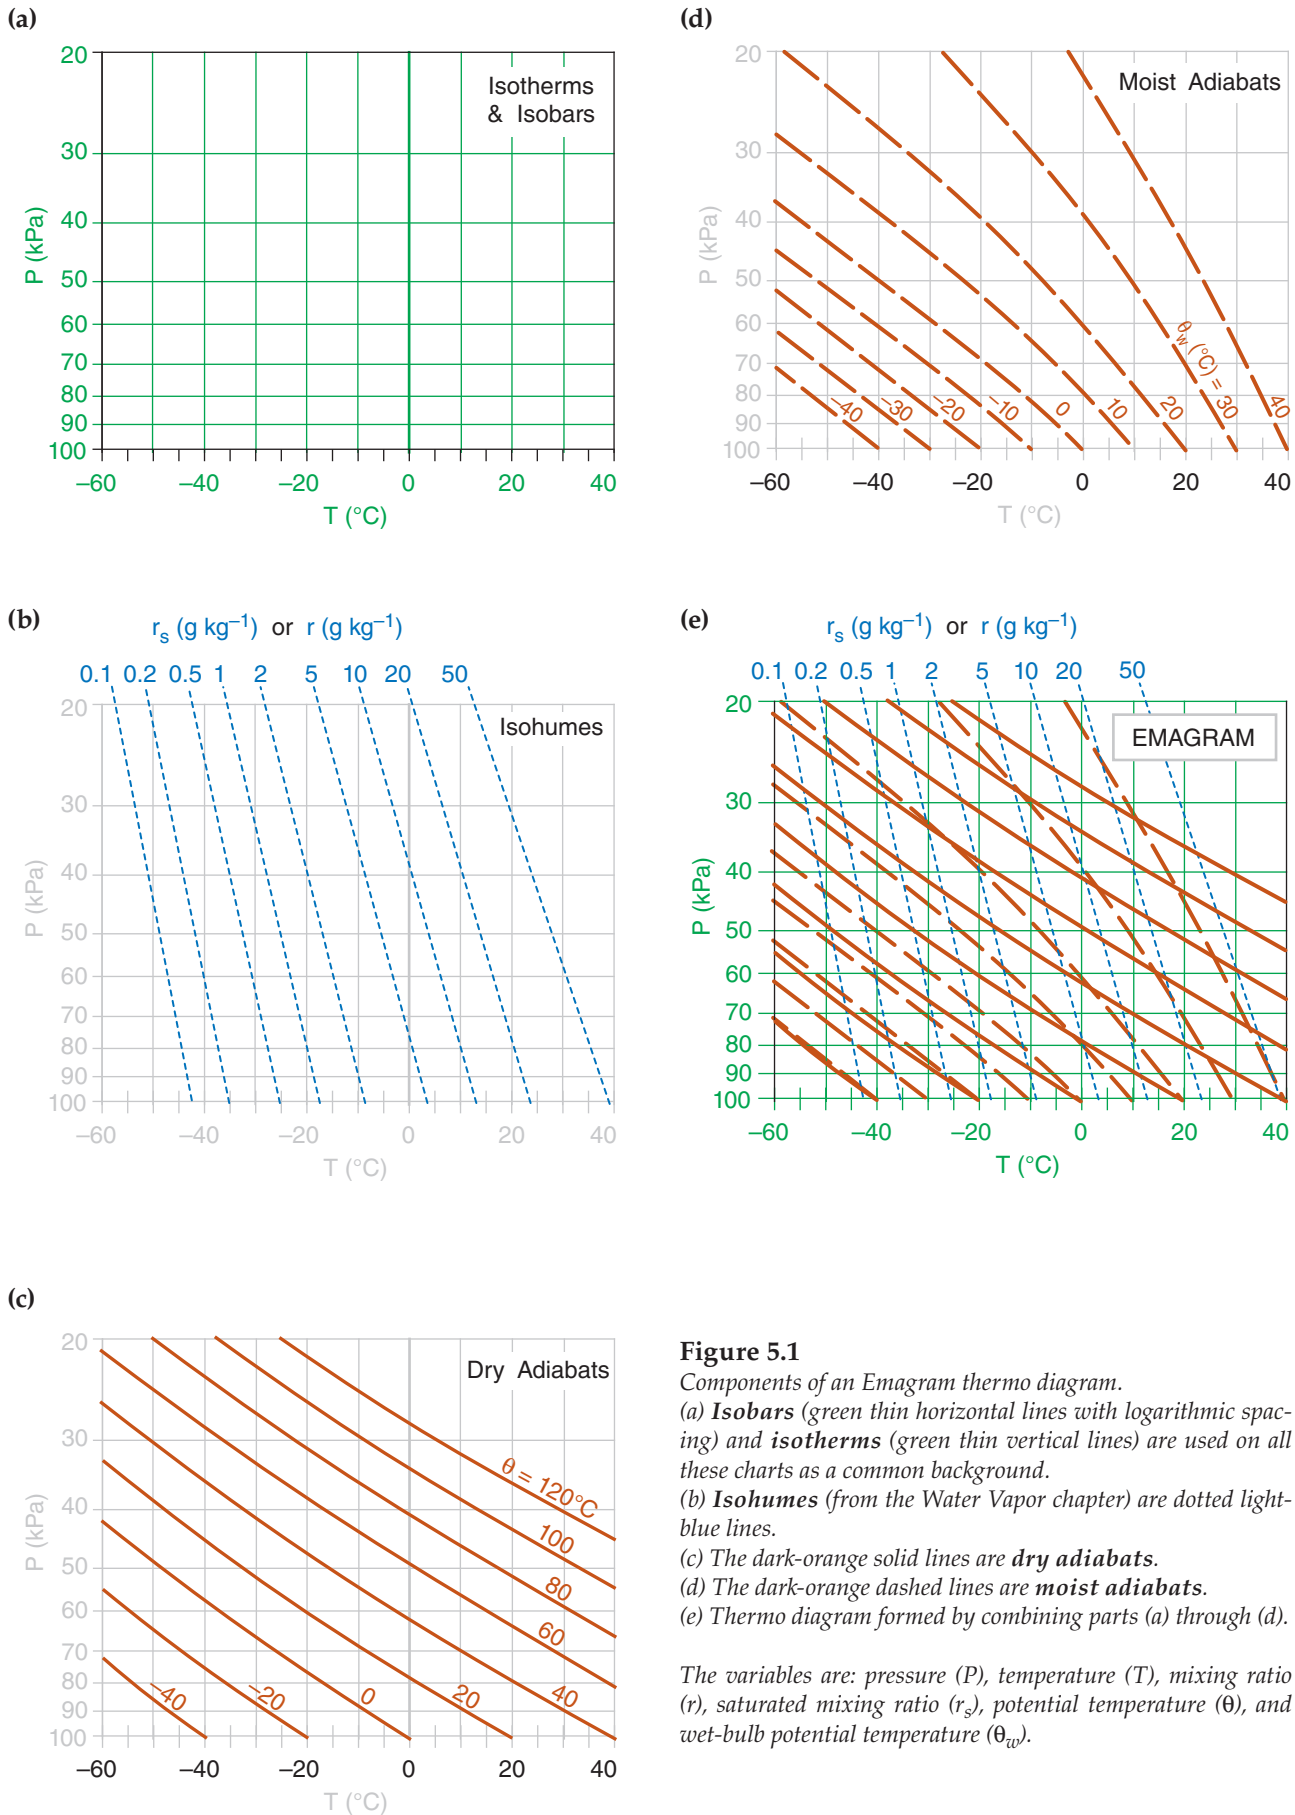 (a)
20
30
40
50
60
70
80
90
100
P (kPa)
Isotherms
& Isobars
–60 –40 –20 0 20 40
T (°C)
(d)
20
30
40
50
60
70
80
90
100
P (kPa)
Moist Adiabats
θw (°C) = 30
–40 –30 –20 –10 0 10 20 40
–60 –40 –20 0 20 40
T (°C)
(b)
rs (g kg–1) or r (g kg–1)
0.1 0.2 0.5 1 2 5 10 20 50
20
30
40
50
60
70
80
90
100
P (kPa)
Isohumes
–60 –40 –20 0 20 40
T (°C)
(e)
rs (g kg–1) or r (g kg–1)
0.1 0.2 0.5 1 2 5 10 20 50
20
30
40
50
60
70
80
90
100
P (kPa)
EMAGRAM
–60 –40 –20 0 20 40
T (°C)
(c)
20
30
40
50
60
70
80
90
100
P (kPa)
Dry Adiabats
θ = 120°C
100
80
60
–40 –20 0 20 40
–60 –40 –20 0 20 40
T (°C)
Figure 5.1
Components of an Emagram thermo diagram.
(a) Isobars (green thin horizontal lines with logarithmic spac-
ing) and isotherms (green thin vertical lines) are used on all
these charts as a common background.
(b) Isohumes (from the Water Vapor chapter) are dotted light-
blue lines.
(c) The dark-orange solid lines are dry adiabats.
(d) The dark-orange dashed lines are moist adiabats.
(e) Thermo diagram formed by combining parts (a) through (d).
The variables are: pressure (P), temperature (T), mixing ratio
(r), saturated mixing ratio (rs), potential temperature (θ), and
wet-bulb potential temperature (θw).